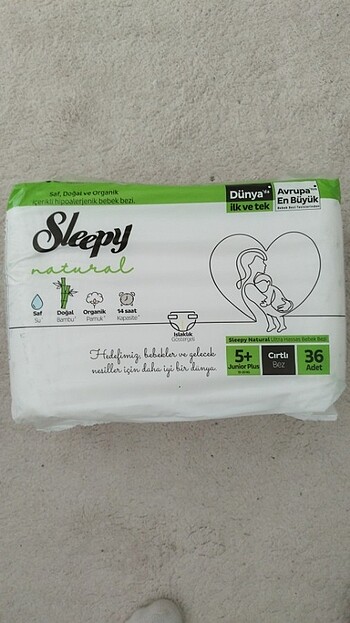 Saf, Doğal ve Organik
içerikli hipoalerjenik bebek bezi.
Dünya'da
ilk ve tek
Avrupa'nın
En Büyük
Sleepy
natural
Saf
Su
Doğal
Bambu
Organik
Pamuk
14 saat
Kapasite
Islaklık
Göstergeli
Hedefimiz, bebekler ve gelecek
nesiller için daha iyi bir dünya.
Sleepy Natural Ultra Hassas Bebek Bezi
5+
Junior Plus
Cırtlı
Bez
36
Adet